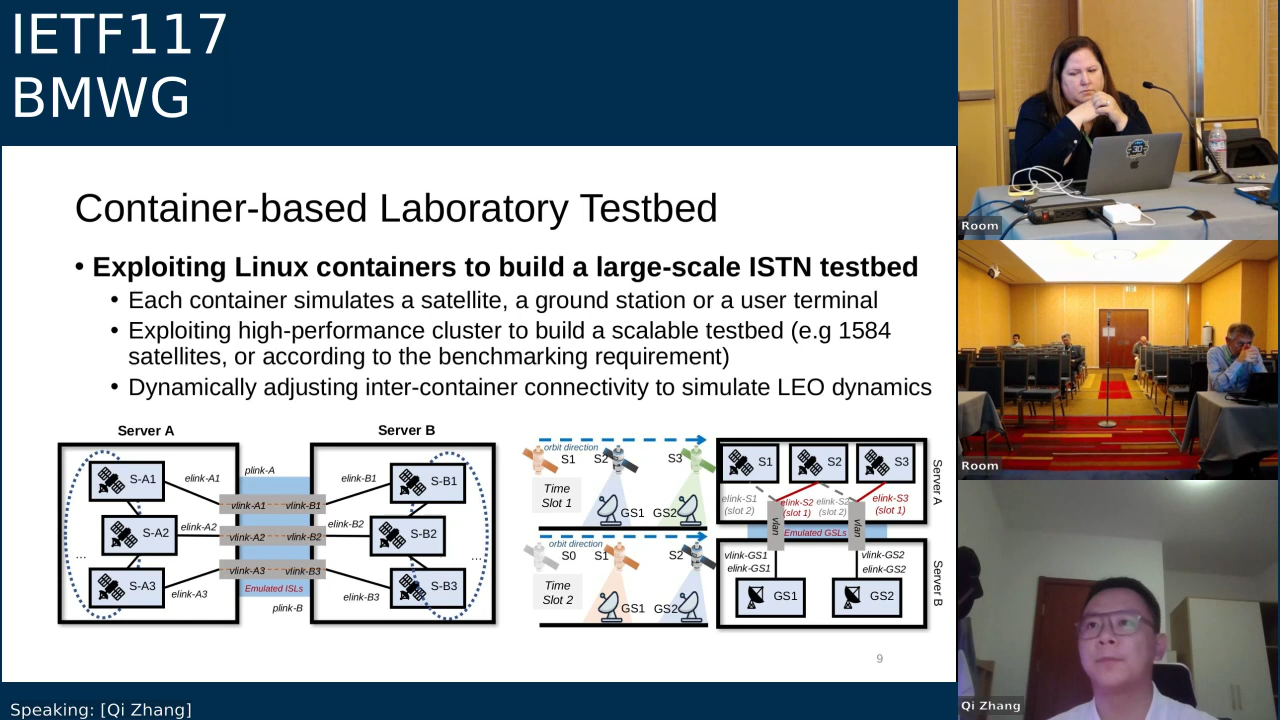 IETF117
BMWG
Container-based Laboratory Testbed
• Exploiting Linux containers to build a large-scale ISTN testbed
• Each container simulates a satellite, a ground station or a user terminal
• Exploiting high-performance cluster to build a scalable testbed (e.g 1584
satellites, or according to the benchmarking requirement)
• Dynamically adjusting inter-container connectivity to simulate LEO dynamics
Server A
Server B
S-A1
S-A2
S-A3
...
elink-A1
elink-A2
elink-A3
plink-A
vlink-A1
vlink-B1
vlink-A2
vlink-B2
vlink-A3
vlink-B3
Emulated ISLs
plink-B
elink-B1
elink-B2
elink-B3
S-B1
S-B2
S-B3
...
orbit direction
S1
S2
S3
Time
Slot 1
GS1
GS2
orbit direction
S0
S1
S2
Time
Slot 2
GS1
GS2
S1
S2
S3
elink-S1
(slot 2)
elink-S2
(slot 1)
elink-S2
(slot 2)
elink-S3
(slot 1)
vlan
Emulated GSLs
vlan
Server A
vlink-GS1
elink-GS1
vlink-GS2
elink-GS2
GS1
GS2
Server B
9
Speaking: [Qi Zhang]
Room
30
Room
Qi Zhang